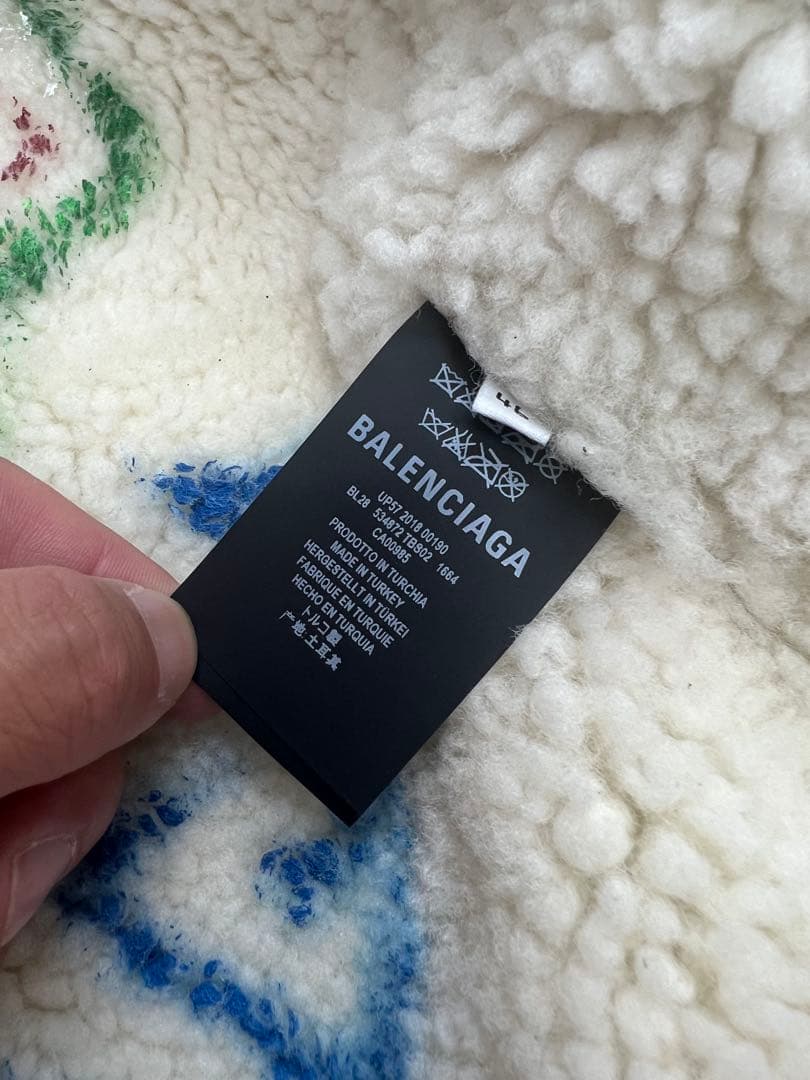 BALENCIAGA
UP57 2018 00190
BL28 534872 TBS02 1664
CA00985
PRODOTTO IN TURCHIA
MADE IN TURKEY
HERGESTELLT IN TÜRKEI
FABRIQUE EN TURQUIE
HECHO EN TURQUIA
トルコ製
产地:土耳其